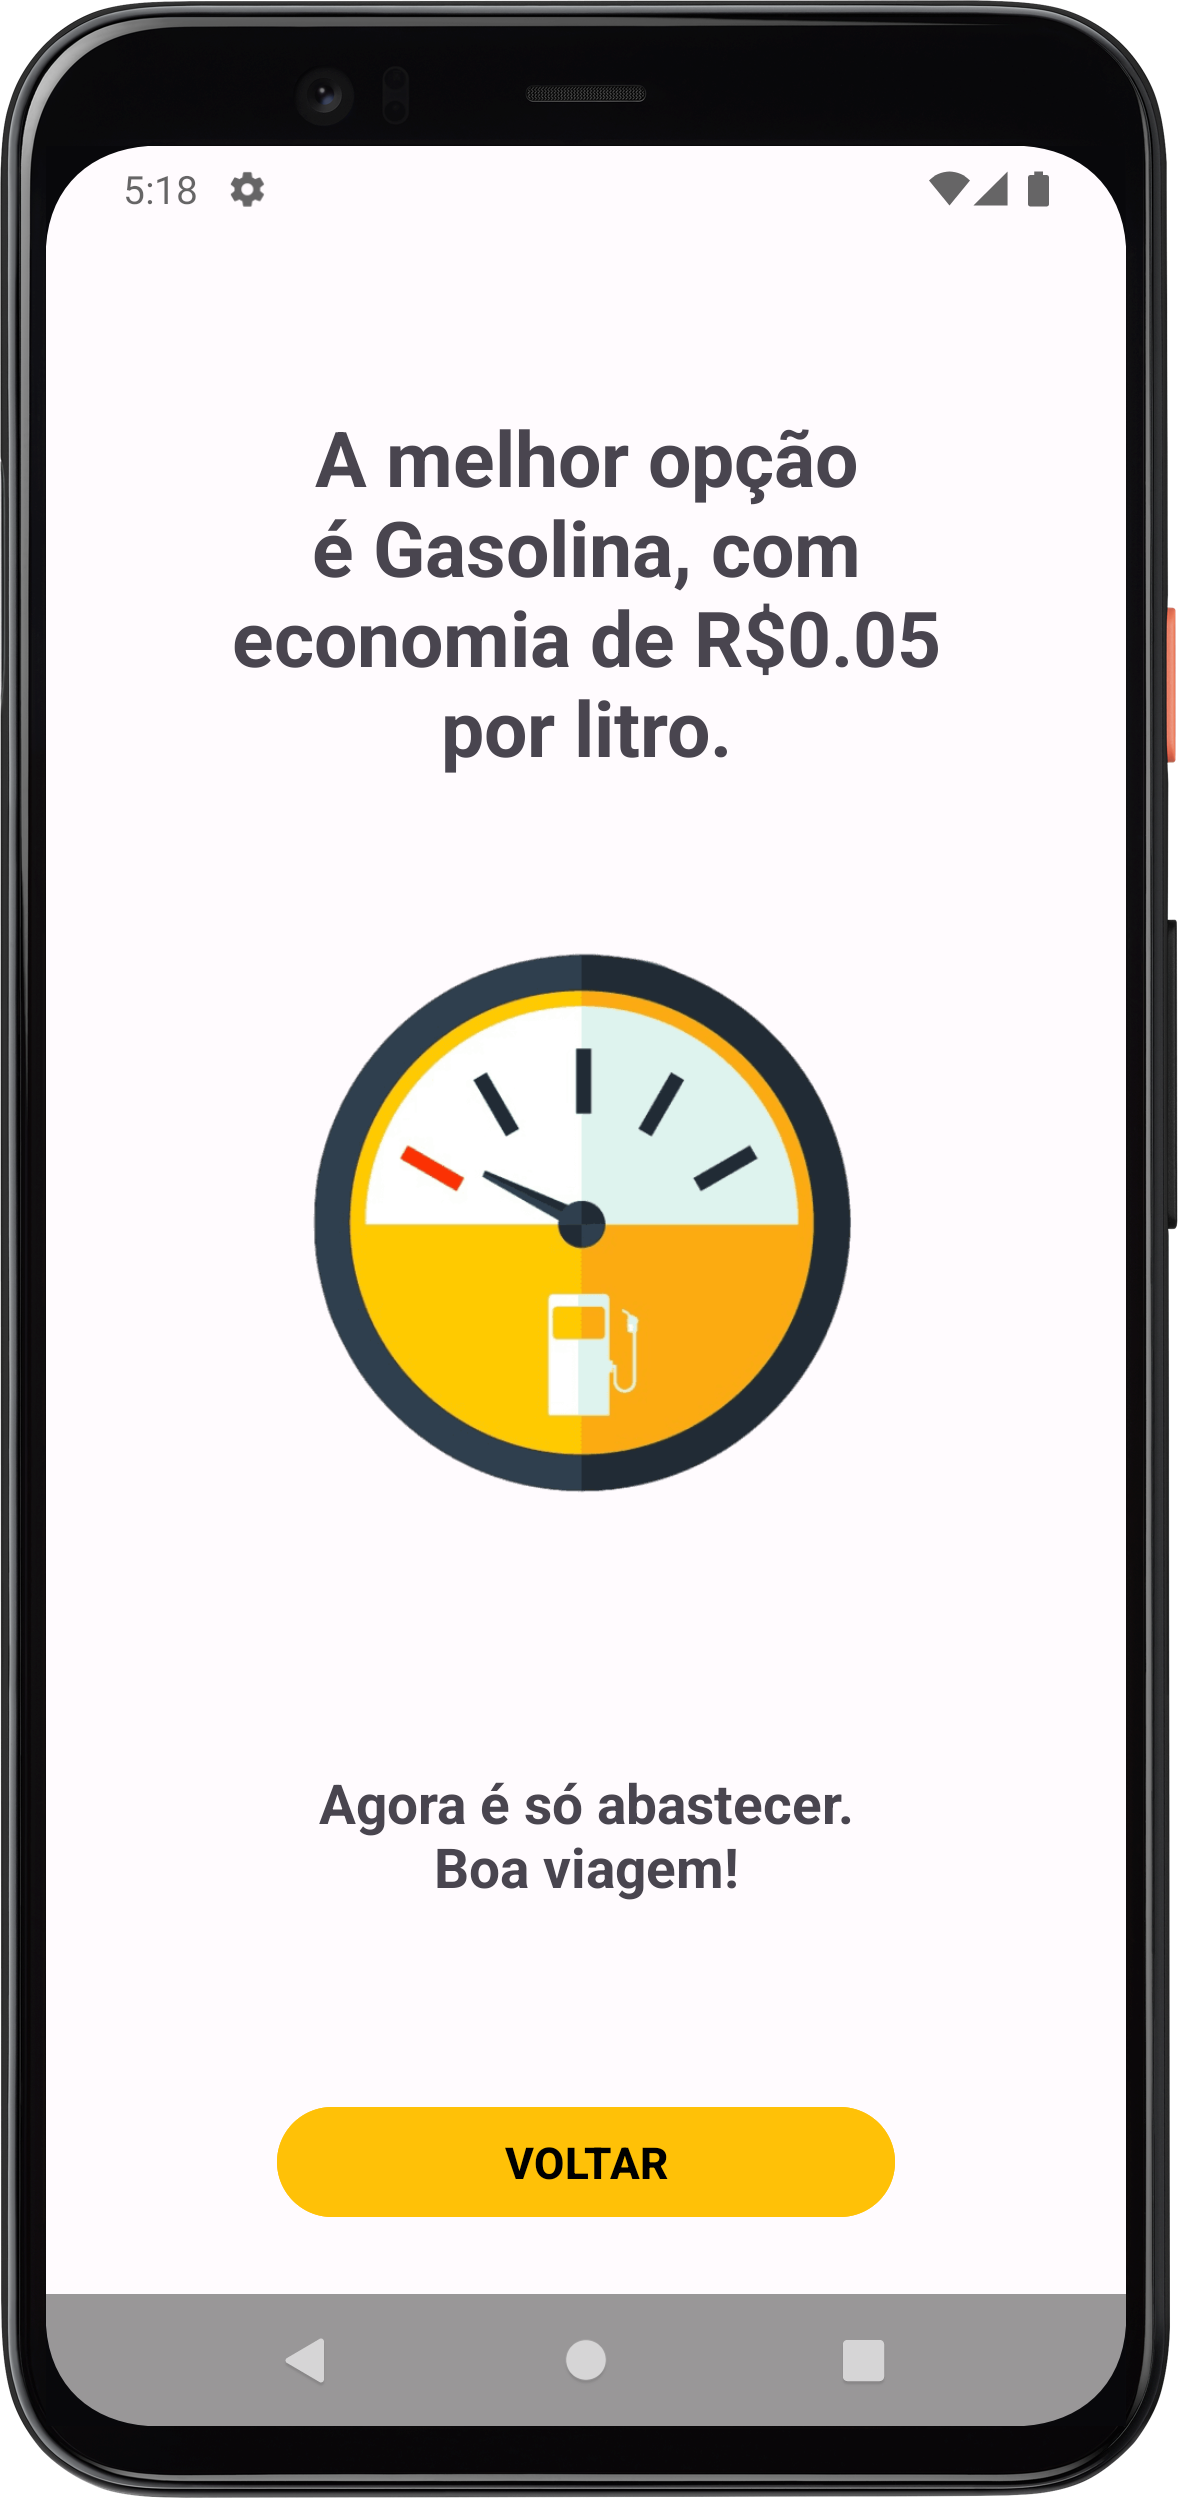 5:18
A melhor opção
é Gasolina, com
economia de R$0.05
por litro.
Agora é só abastecer.
Boa viagem!
VOLTAR